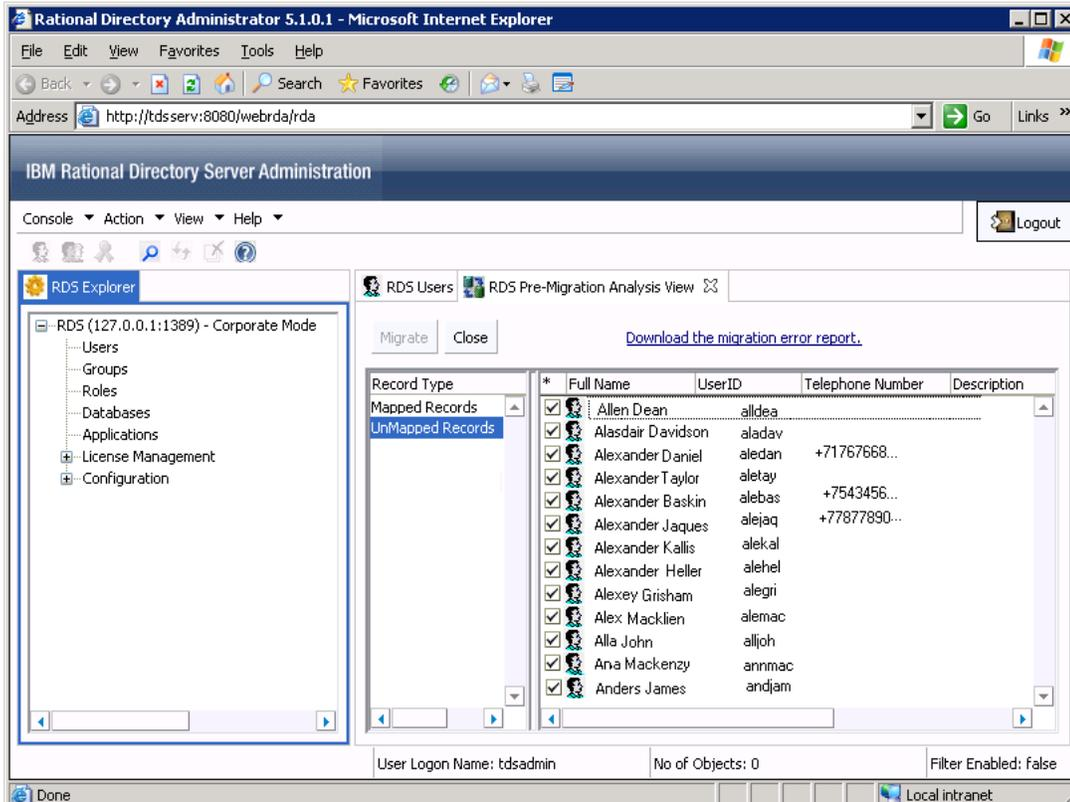 Rational Directory Administrator 5.1.0.1 - Microsoft Internet Explorer
File Edit View Favorites Tools Help
Back Search Favorites
Address http://tdsserv:8080/webrda/rda Go Links »
IBM Rational Directory Server Administration
Console Action View Help
Logout
RDS Explorer
RDS (127.0.0.1:1389) - Corporate Mode
Users
Groups
Roles
Databases
Applications
License Management
Configuration
RDS Users RDS Pre-Migration Analysis View
Migrate Close Download the migration error report.
Record Type
Mapped Records
UnMapped Records
* Full Name UserID Telephone Number Description
Allen Dean alldea
Alasdair Davidson aladav
Alexander Daniel aledan +71767668...
Alexander Taylor aletay
Alexander Baskin alebas +7543456...
Alexander Jaques alejaq +77877890...
Alexander Kallis alekal
Alexander Heller alehel
Alexey Grisham alegri
Alex Macklien alemac
Alla John alljoh
Ana Mackenzy annmac
Anders James andjam
User Logon Name: tdsadmin No of Objects: 0 Filter Enabled: false
Done Local intranet